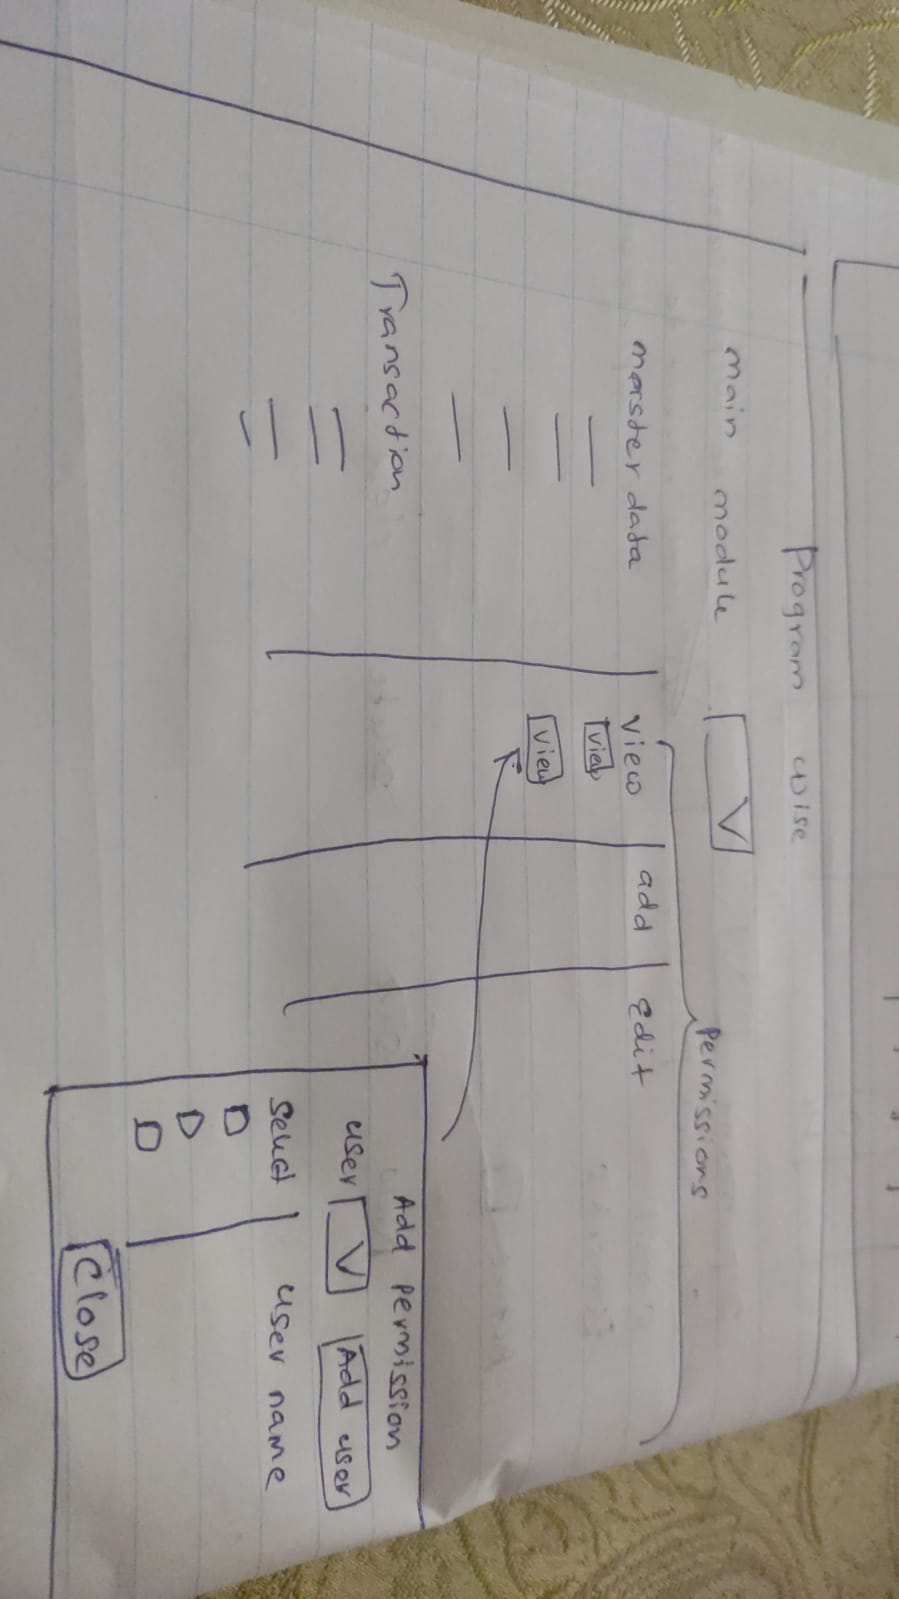 Program wise
main module
Permissions
master data view add Edit
view
view
Transaction
Add permission
user Add user
Select user name
Close